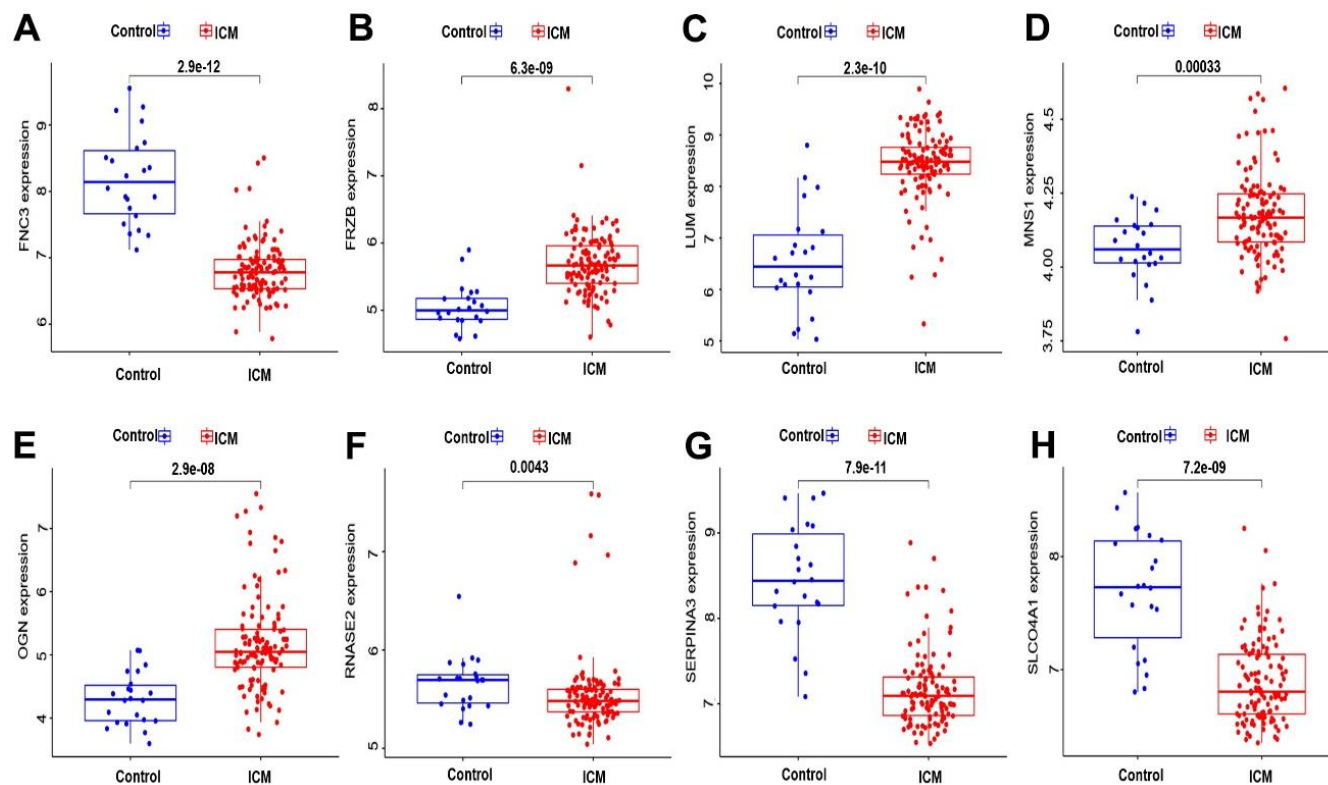 A
Control ICM
2.9e-12
FNC3 expression
9
8
7
6
Control ICM
B
Control ICM
6.3e-09
FRZB expression
8
7
6
5
Control ICM
C
Control ICM
2.3e-10
LUM expression
10
9
8
7
6
5
Control ICM
D
Control ICM
0.00033
MNS1 expression
4.5
4.25
4.00
3.75
Control ICM
E
Control ICM
2.9e-08
OGN expression
7
6
5
4
Control ICM
F
Control ICM
0.0043
RNASE2 expression
7
6
5
Control ICM
G
Control ICM
7.9e-11
SERPINA3 expression
9
8
7
Control ICM
H
Control ICM
7.2e-09
SLCO4A1 expression
8
7
Control ICM